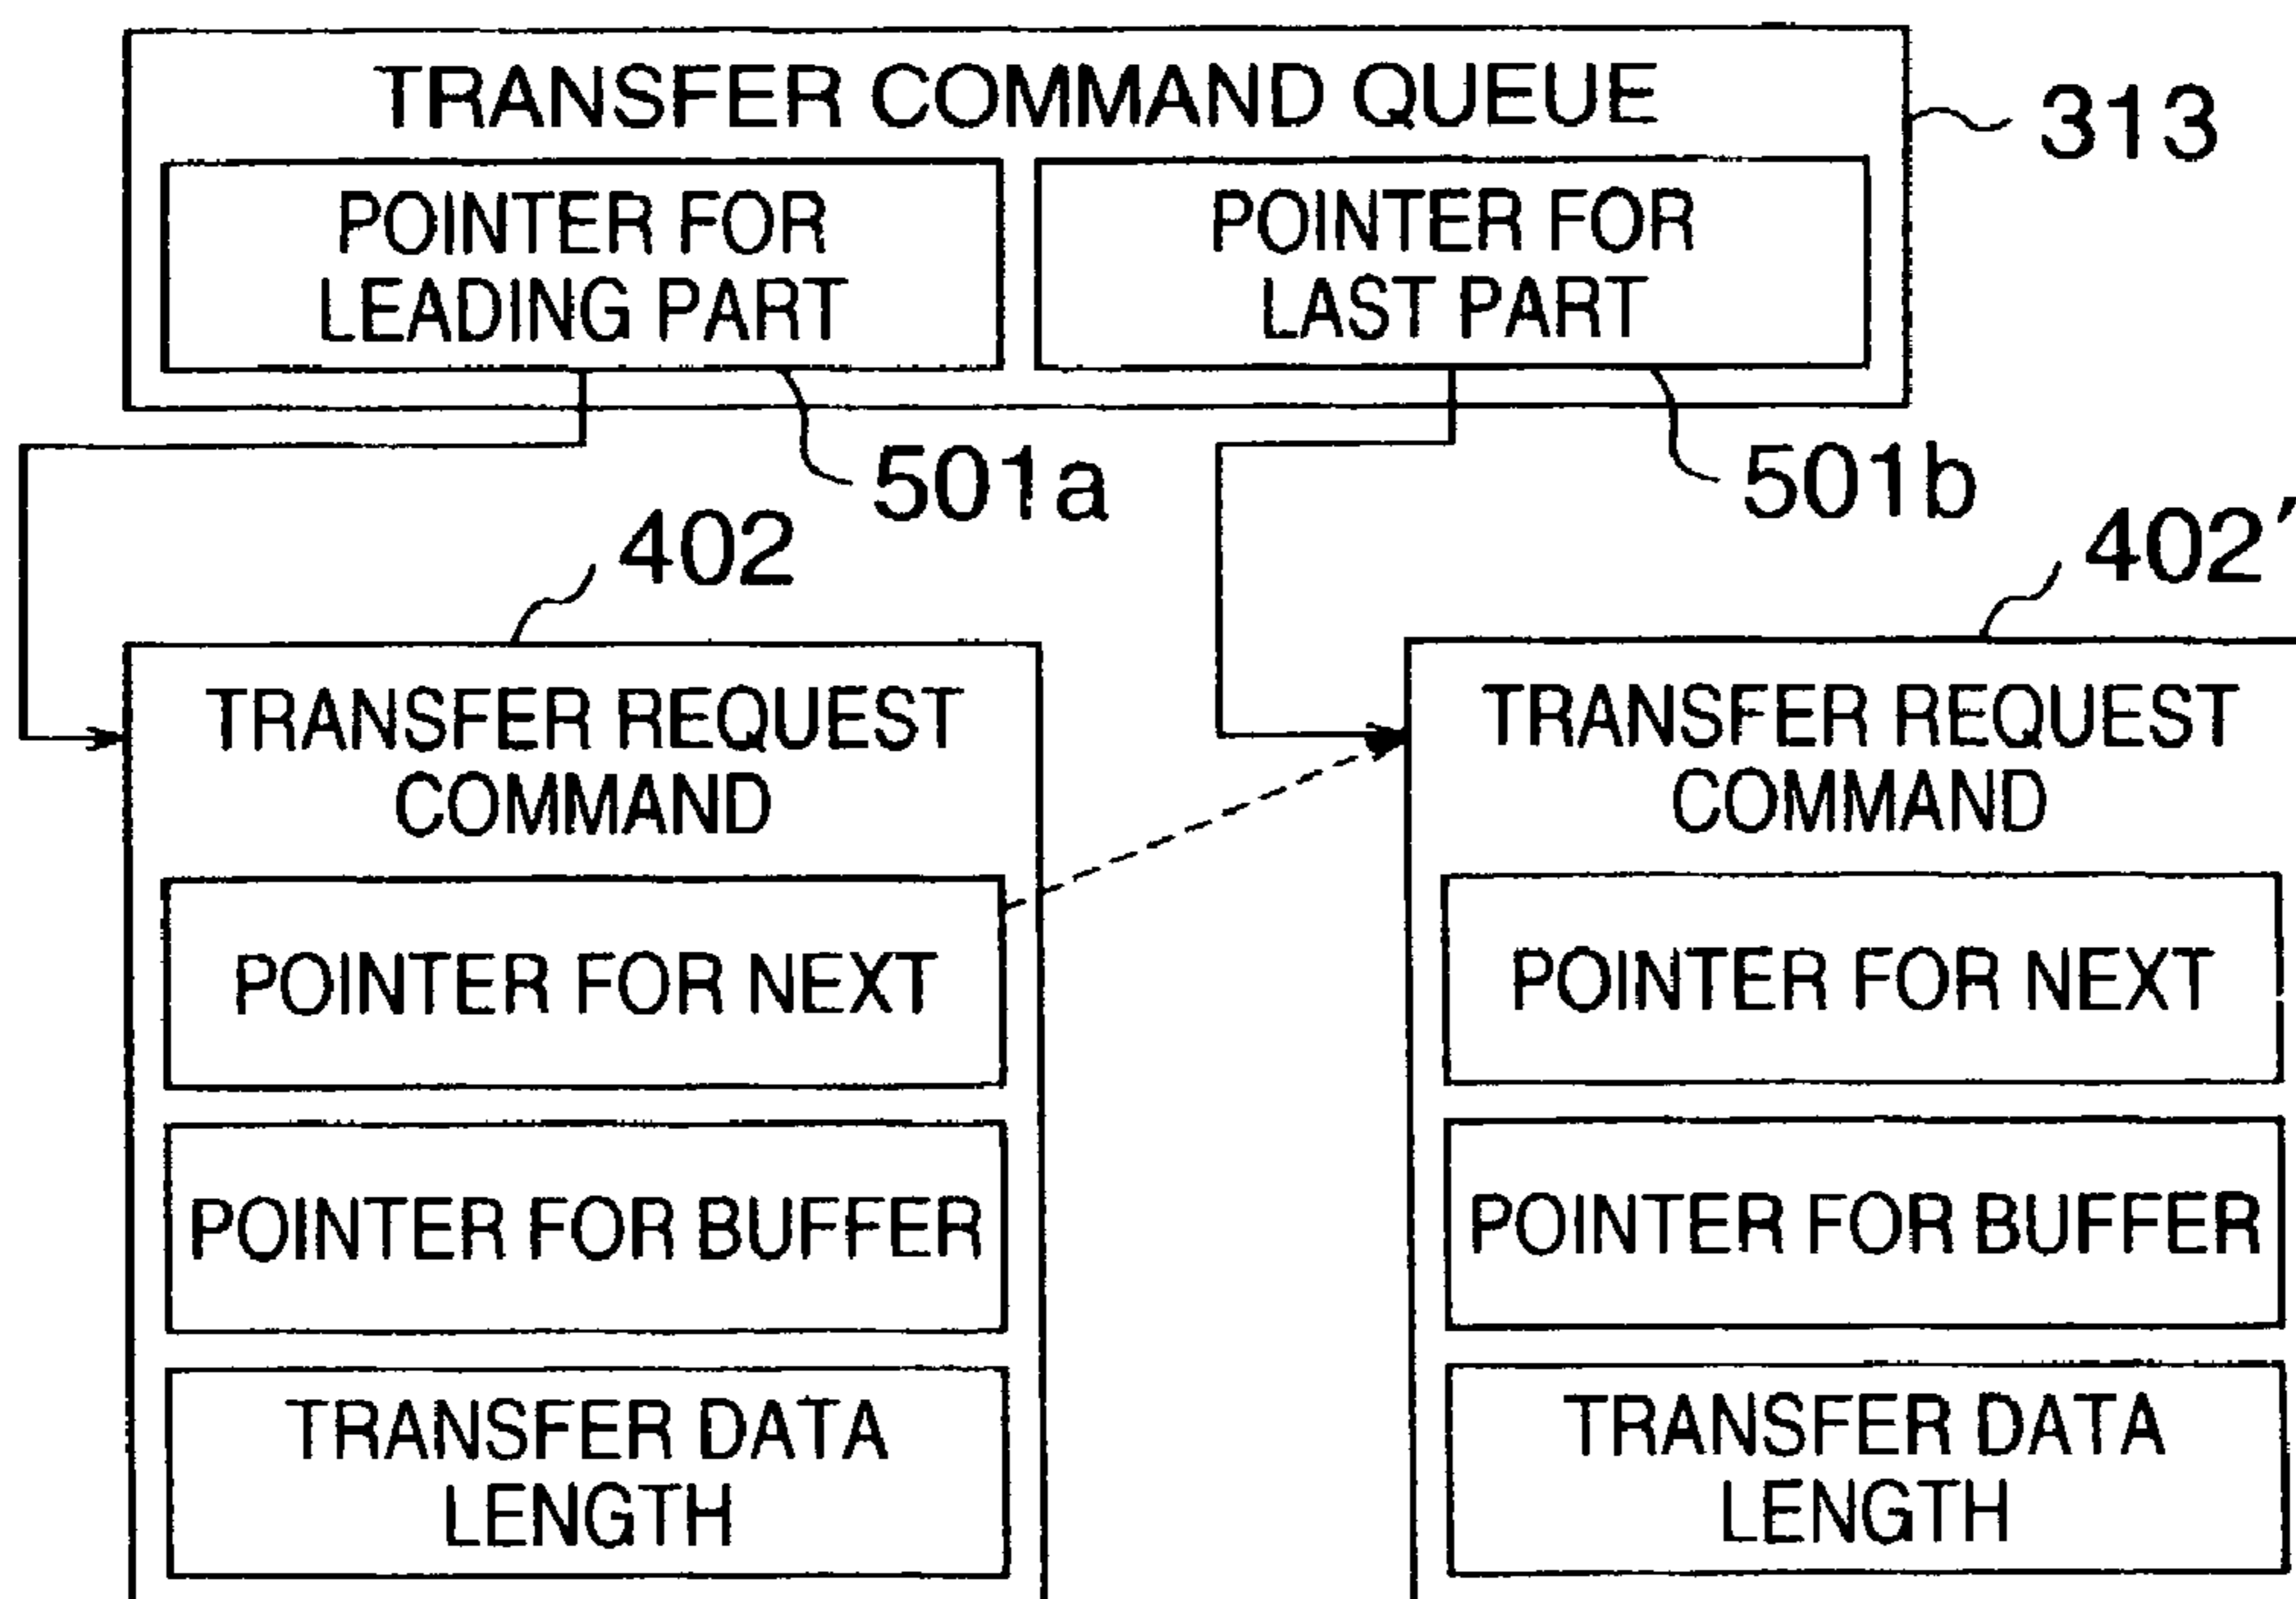 TRANSFER COMMAND QUEUE
313
POINTER FOR
LEADING PART
POINTER FOR
LAST PART
501a
501b
402
402'
TRANSFER REQUEST
COMMAND
POINTER FOR NEXT
POINTER FOR BUFFER
TRANSFER DATA
LENGTH
TRANSFER REQUEST
COMMAND
POINTER FOR NEXT
POINTER FOR BUFFER
TRANSFER DATA
LENGTH